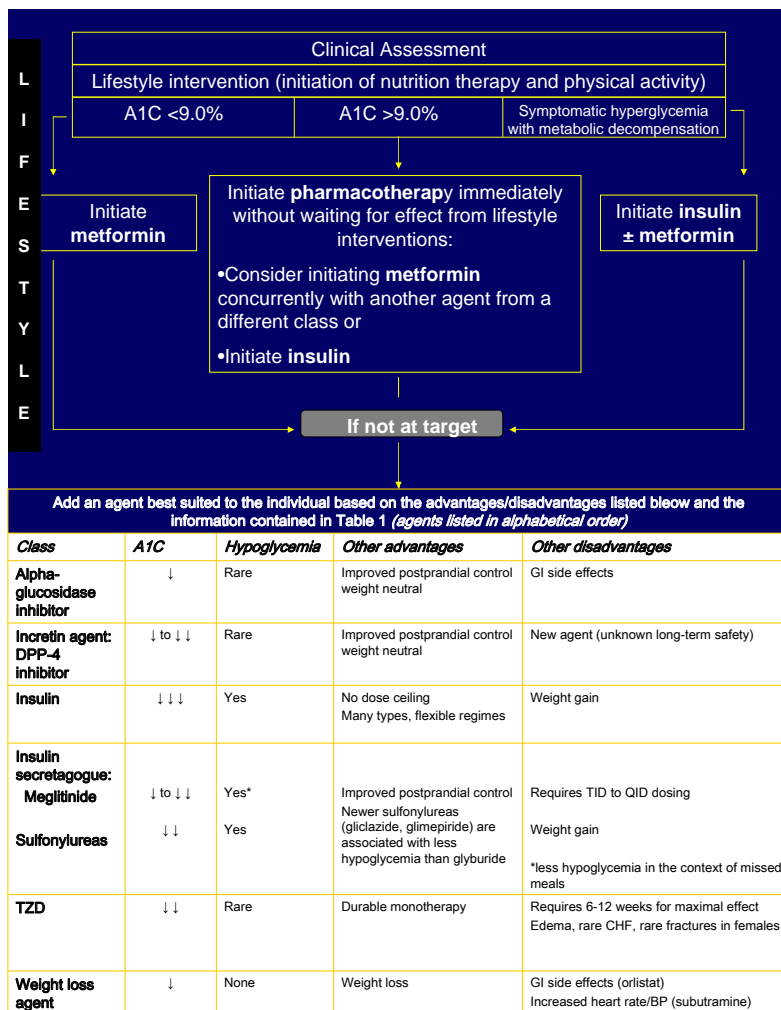 LIFESTYLE
Clinical Assessment
Lifestyle intervention (initiation of nutrition therapy and physical activity)
A1C <9.0%
A1C >9.0%
Symptomatic hyperglycemia
with metabolic decompensation
Initiate
metformin
Initiate pharmacotherapy immediately
without waiting for effect from lifestyle
interventions:
•Consider initiating metformin
concurrently with another agent from a
different class or
•Initiate insulin
Initiate insulin
± metformin
If not at target
Add an agent best suited to the individual based on the advantages/disadvantages listed bleow and the
information contained in Table 1 (agents listed in alphabetical order)
Class A1C Hypoglycemia Other advantages Other disadvantages
Alpha-
glucosidase
inhibitor
↓
Rare
Improved postprandial control
weight neutral
GI side effects
Incretin agent:
DPP-4
inhibitor
↓ to ↓↓
Rare
Improved postprandial control
weight neutral
New agent (unknown long-term safety)
Insulin
↓↓↓
Yes
No dose ceiling
Many types, flexible regimes
Weight gain
Insulin
secretagogue:
Meglitinide
↓ to ↓↓
Yes*
Improved postprandial control
Requires TID to QID dosing
Sulfonylureas
↓↓
Yes
Newer sulfonylureas
(gliclazide, glimepiride) are
associated with less
hypoglycemia than glyburide
Weight gain
*less hypoglycemia in the context of missed
meals
TZD
↓↓
Rare
Durable monotherapy
Requires 6-12 weeks for maximal effect
Edema, rare CHF, rare fractures in females
Weight loss
agent
↓
None
Weight loss
GI side effects (orlistat)
Increased heart rate/BP (subutramine)